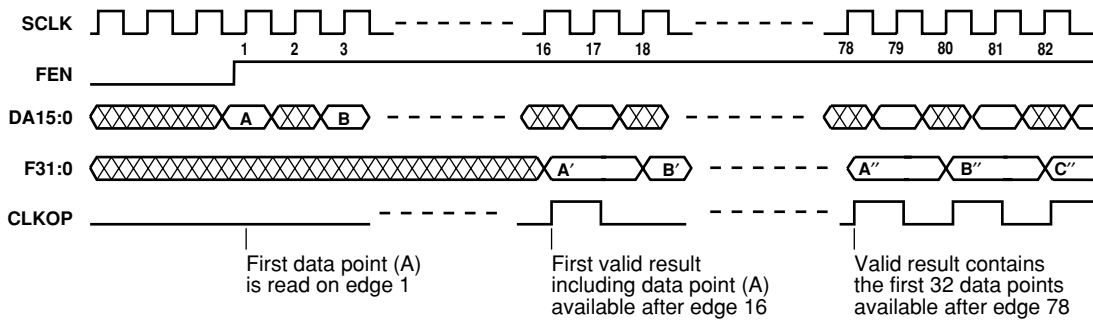 SCLK
1 2 3 16 17 18 78 79 80 81 82
FEN
DA15:0 A B
F31:0 A′ B′ A″ B″ C″
CLKOP
First data point (A)
is read on edge 1
First valid result
including data point (A)
available after edge 16
Valid result contains
the first 32 data points
available after edge 78